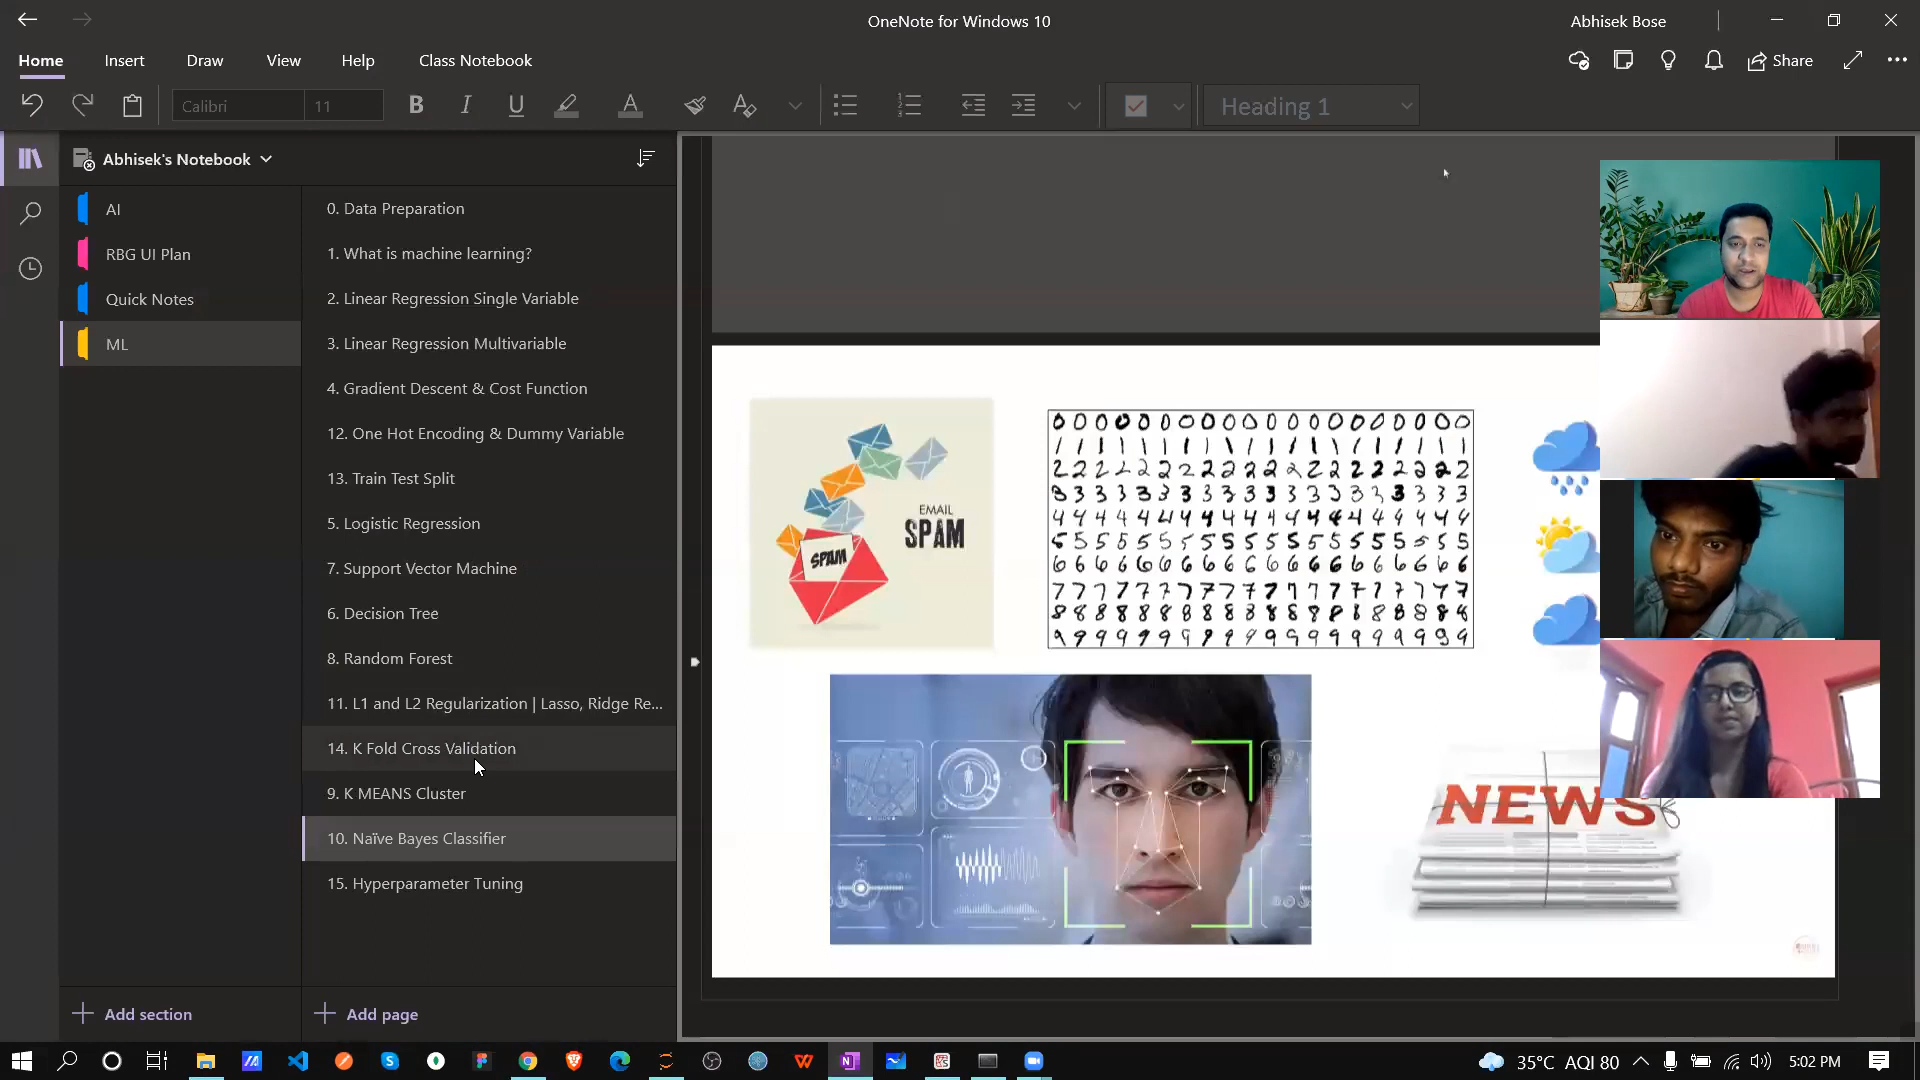 OneNote for Windows 10
Abhisek Bose
Home
Insert
Draw
View
Help
Class Notebook
Share
Calibri
11
B
I
U
A
A
Heading 1
Abhisek's Notebook
AI
RBG UI Plan
Quick Notes
ML
Add section
0. Data Preparation
1. What is machine learning?
2. Linear Regression Single Variable
3. Linear Regression Multivariable
4. Gradient Descent & Cost Function
12. One Hot Encoding & Dummy Variable
13. Train Test Split
5. Logistic Regression
7. Support Vector Machine
6. Decision Tree
8. Random Forest
11. L1 and L2 Regularization | Lasso, Ridge Re...
14. K Fold Cross Validation
9. K MEANS Cluster
10. Naïve Bayes Classifier
15. Hyperparameter Tuning
Add page
EMAIL
SPAM
SPAM
0 0 0 0 0 0 0 0 0 0 0 0 0 0 0 0 0 0 0 0
1 1 1 1 1 1 1 1 1 1 1 1 1 1 1 1 1 1 1 1
2 2 2 2 2 2 2 2 2 2 2 2 2 2 2 2 2 2 2 2
3 3 3 3 3 3 3 3 3 3 3 3 3 3 3 3 3 3 3 3
4 4 4 4 4 4 4 4 4 4 4 4 4 4 4 4 4 4 4 4
5 5 5 5 5 5 5 5 5 5 5 5 5 5 5 5 5 5 5 5
6 6 6 6 6 6 6 6 6 6 6 6 6 6 6 6 6 6 6 6
7 7 7 7 7 7 7 7 7 7 7 7 7 7 7 7 7 7 7 7
8 8 8 8 8 8 8 8 8 8 8 8 8 8 8 8 8 8 8 8
9 9 9 9 9 9 9 9 9 9 9 9 9 9 9 9 9 9 9 9
NEWS
35°C AQI 80
5:02 PM